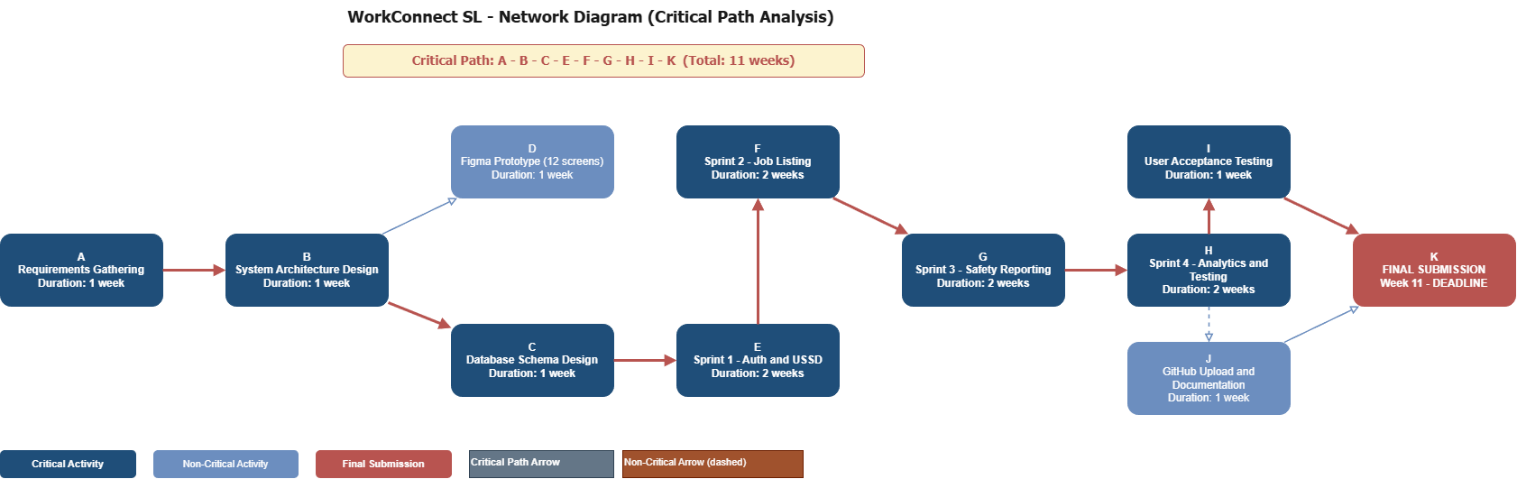 WorkConnect SL - Network Diagram (Critical Path Analysis)
Critical Path: A - B - C - E - F - G - H - I - K (Total: 11 weeks)
D
Figma Prototype (12 screens)
Duration: 1 week
F
Sprint 2 - Job Listing
Duration: 2 weeks
I
User Acceptance Testing
Duration: 1 week
A
Requirements Gathering
Duration: 1 week
B
System Architecture Design
Duration: 1 week
G
Sprint 3 - Safety Reporting
Duration: 2 weeks
H
Sprint 4 - Analytics and
Testing
Duration: 2 weeks
K
FINAL SUBMISSION
Week 11 - DEADLINE
C
Database Schema Design
Duration: 1 week
E
Sprint 1 - Auth and USSD
Duration: 2 weeks
J
GitHub Upload and
Documentation
Duration: 1 week
Critical Activity
Non-Critical Activity
Final Submission
Critical Path Arrow
Non-Critical Arrow (dashed)